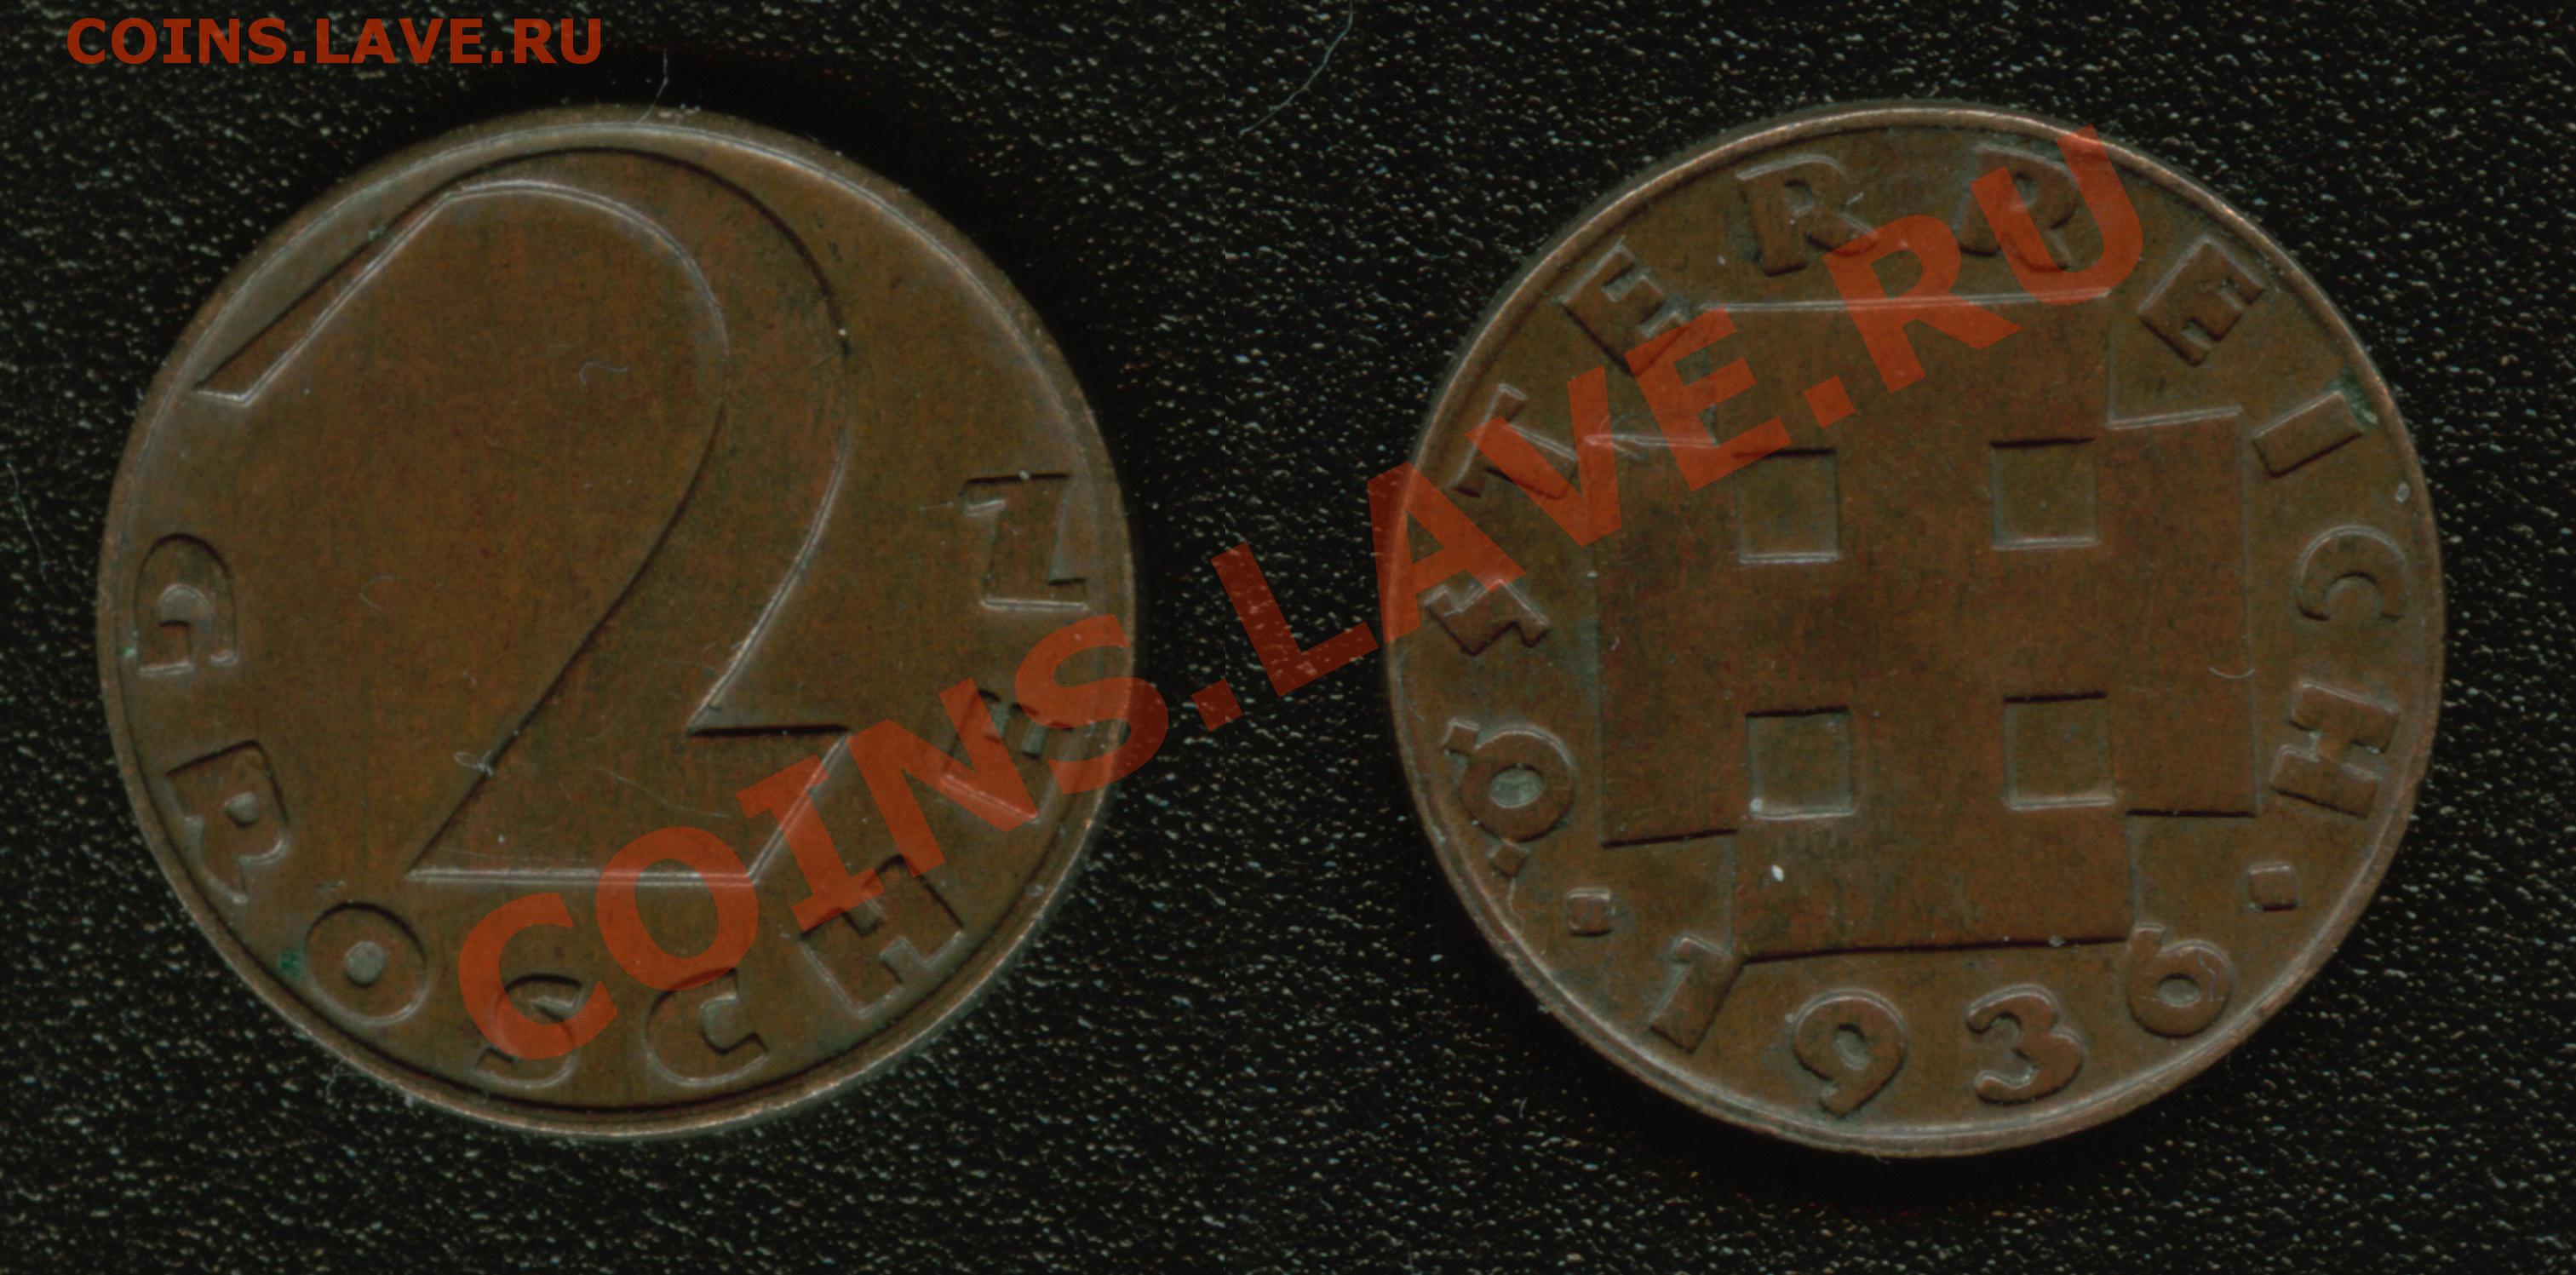 COINS.LAVE.RU
2
GROSCHEN
ÖSTERREICH
· 1936 ·
COINS.LAVE.RU